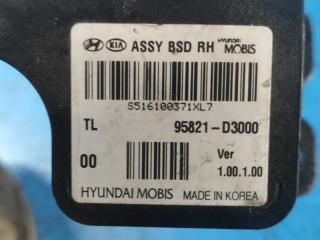 KIA ASSY BSD RH HYUNDAI MOBIS
S516100371XL7
TL 95821-D3000
00 Ver
1.00.1.00
HYUNDAI MOBIS MADE IN KOREA